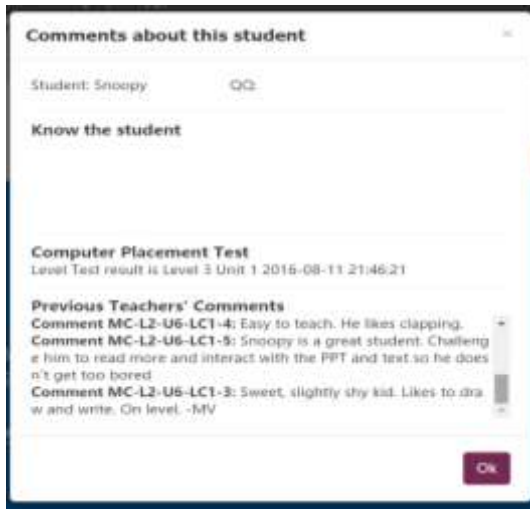 Comments about this student
×
Student: Snoopy QQ:
Know the student
Computer Placement Test
Level Test result is Level 3 Unit 1 2016-08-11 21:46:21
Previous Teachers' Comments
Comment MC-L2-U6-LC1-4: Easy to teach. He likes clapping.
Comment MC-L2-U6-LC1-5: Snoopy is a great student. Challeng
e him to read more and interact with the PPT and text so he does
n't get too bored
Comment MC-L2-U6-LC1-3: Sweet, slightly shy kid. Likes to dra
w and write. On level. -MV
Ok